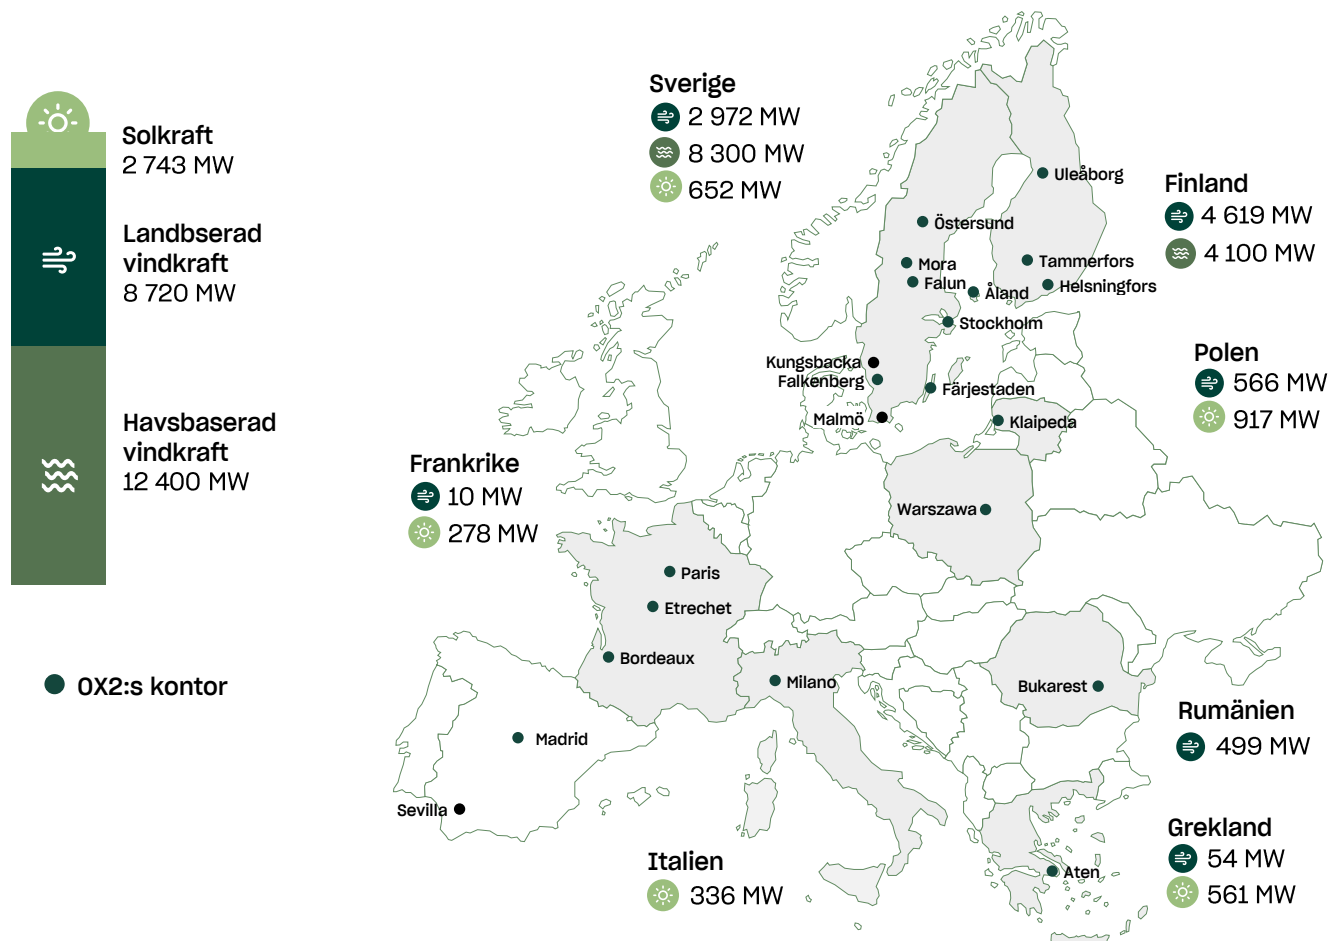 Solkraft
2 743 MW
Landbserad
vindkraft
8 720 MW
Havsbaserad
vindkraft
12 400 MW
OX2:s kontor
Sverige
2 972 MW
8 300 MW
652 MW
Finland
4 619 MW
4 100 MW
Polen
566 MW
917 MW
Frankrike
10 MW
278 MW
Rumänien
499 MW
Grekland
54 MW
561 MW
Italien
336 MW
Uleåborg
Östersund
Mora
Falun
Tammerfors
Åland
Helsningfors
Stockholm
Kungsbacka
Falkenberg
Färjestaden
Malmö
Klaipeda
Warszawa
Paris
Etrechet
Bordeaux
Milano
Bukarest
Madrid
Sevilla
Aten